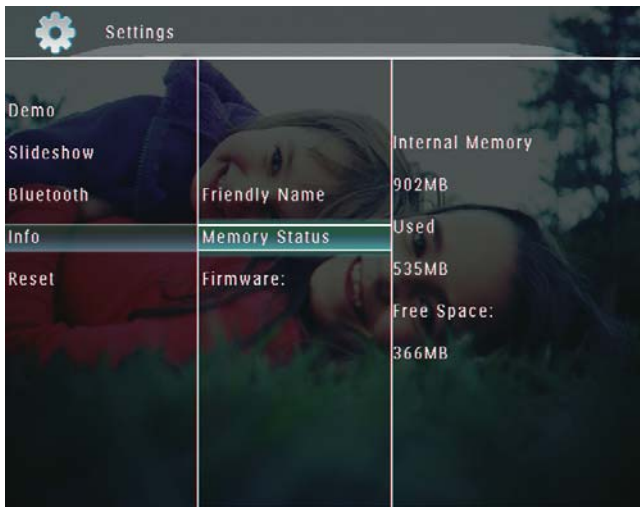 Settings
Demo
Slideshow
Bluetooth
Info
Reset
Friendly Name
Memory Status
Firmware:
Internal Memory
902MB
Used
535MB
Free Space:
366MB